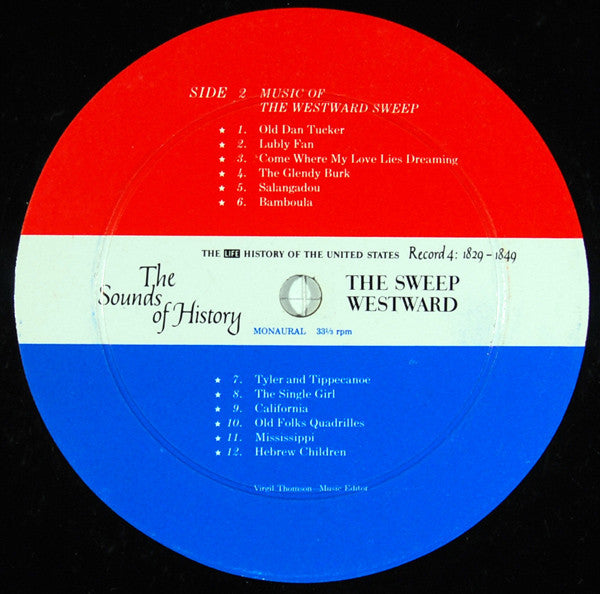 SIDE 2 MUSIC OF
THE WESTWARD SWEEP
★ 1. Old Dan Tucker
★ 2. Lubly Fan
★ 3. 'Come Where My Love Lies Dreaming
★ 4. The Glendy Burk
★ 5. Salangadou
★ 6. Bamboula
THE LIFE HISTORY OF THE UNITED STATES Record 4: 1829 – 1849
The
Sounds
of History
THE SWEEP
WESTWARD
MONAURAL 33⅓ rpm
★ 7. Tyler and Tippecanoe
★ 8. The Single Girl
★ 9. California
★ 10. Old Folks Quadrilles
★ 11. Mississippi
★ 12. Hebrew Children
Virgil Thomson—Music Editor